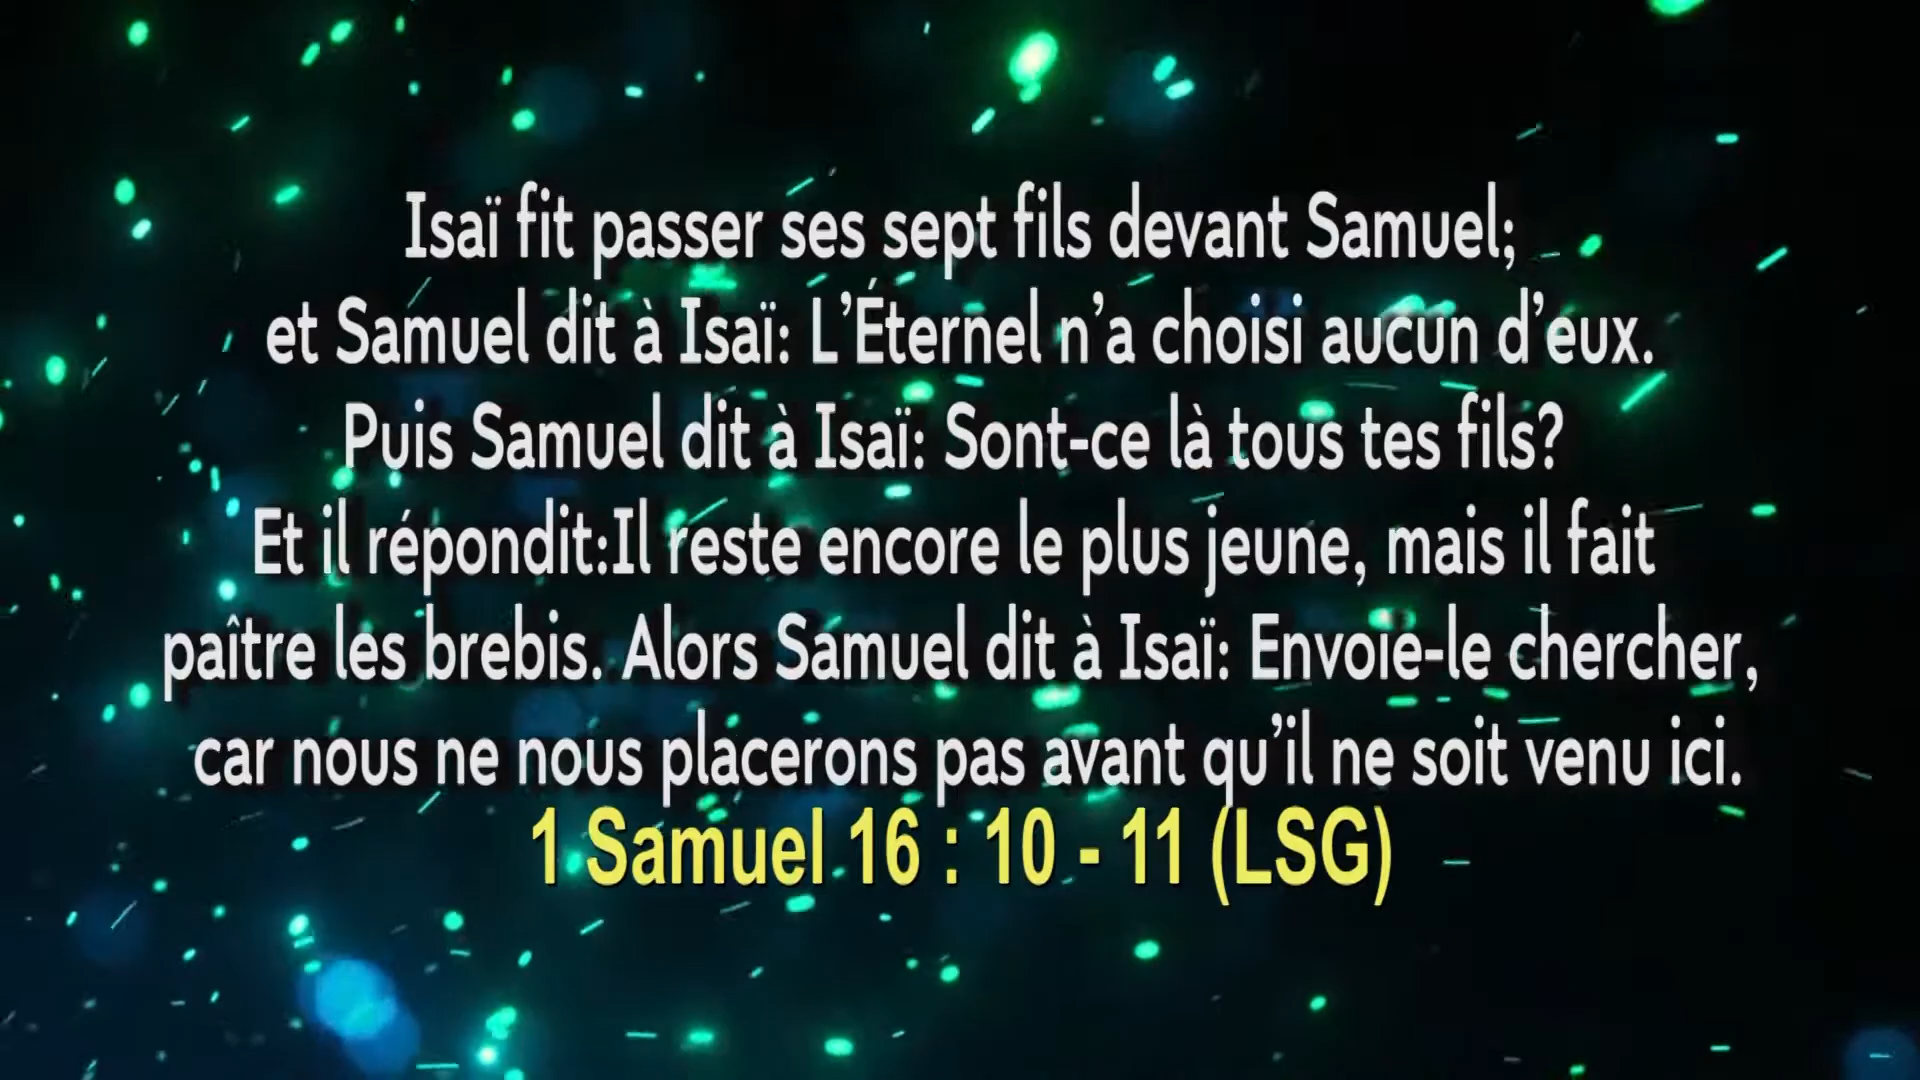 Isaï fit passer ses sept fils devant Samuel;
et Samuel dit à Isaï: L’Éternel n’a choisi aucun d’eux.
Puis Samuel dit à Isaï: Sont-ce là tous tes fils?
Et il répondit:Il reste encore le plus jeune, mais il fait
paître les brebis. Alors Samuel dit à Isaï: Envoie-le chercher,
car nous ne nous placerons pas avant qu’il ne soit venu ici.
1 Samuel 16 : 10 - 11 (LSG)